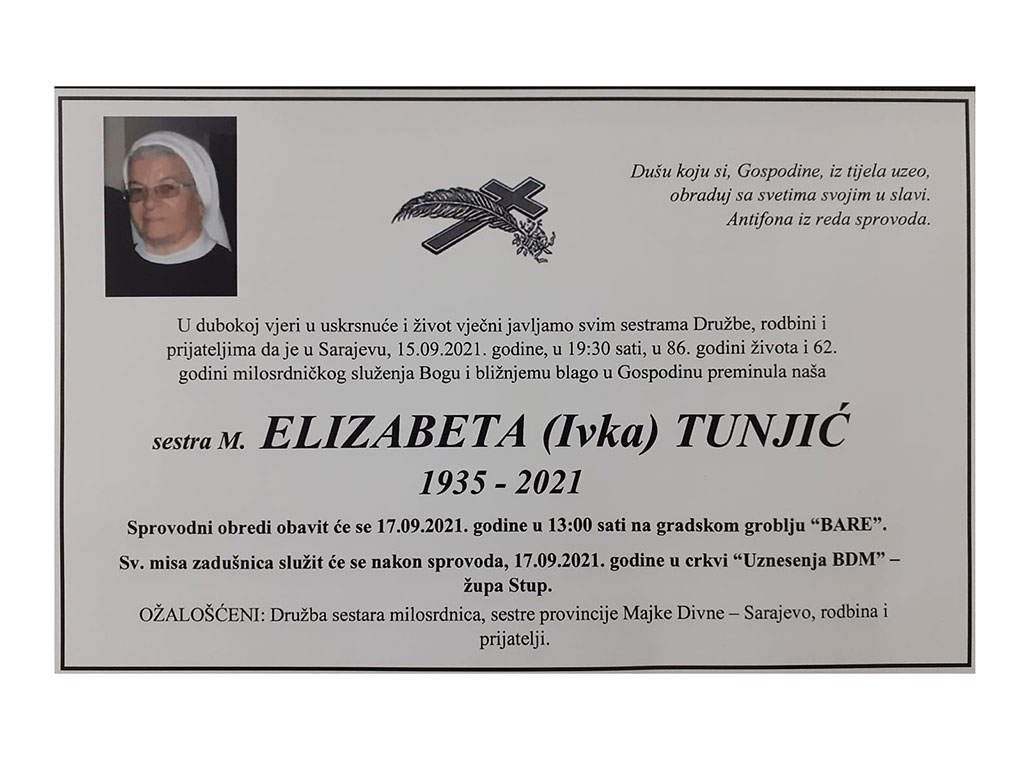 Dušu koju si, Gospodine, iz tijela uzeo,
obraduj sa svetima svojim u slavi.
Antifona iz reda sprovoda.
U dubokoj vjeri u uskrsnuće i život vječni javljamo svim sestrama Družbe, rodbini i
prijateljima da je u Sarajevu, 15.09.2021. godine, u 19:30 sati, u 86. godini života i 62.
godini milosrdničkog služenja Bogu i bližnjemu blago u Gospodinu preminula naša
sestra M. ELIZABETA (Ivka) TUNJIĆ
1935 - 2021
Sprovodni obredi obavit će se 17.09.2021. godine u 13:00 sati na gradskom groblju “BARE”.
Sv. misa zadušnica služit će se nakon sprovoda, 17.09.2021. godine u crkvi “Uznesenja BDM” –
župa Stup.
OŽALOŠĆENI: Družba sestara milosrdnica, sestre provincije Majke Divne – Sarajevo, rodbina i
prijatelji.